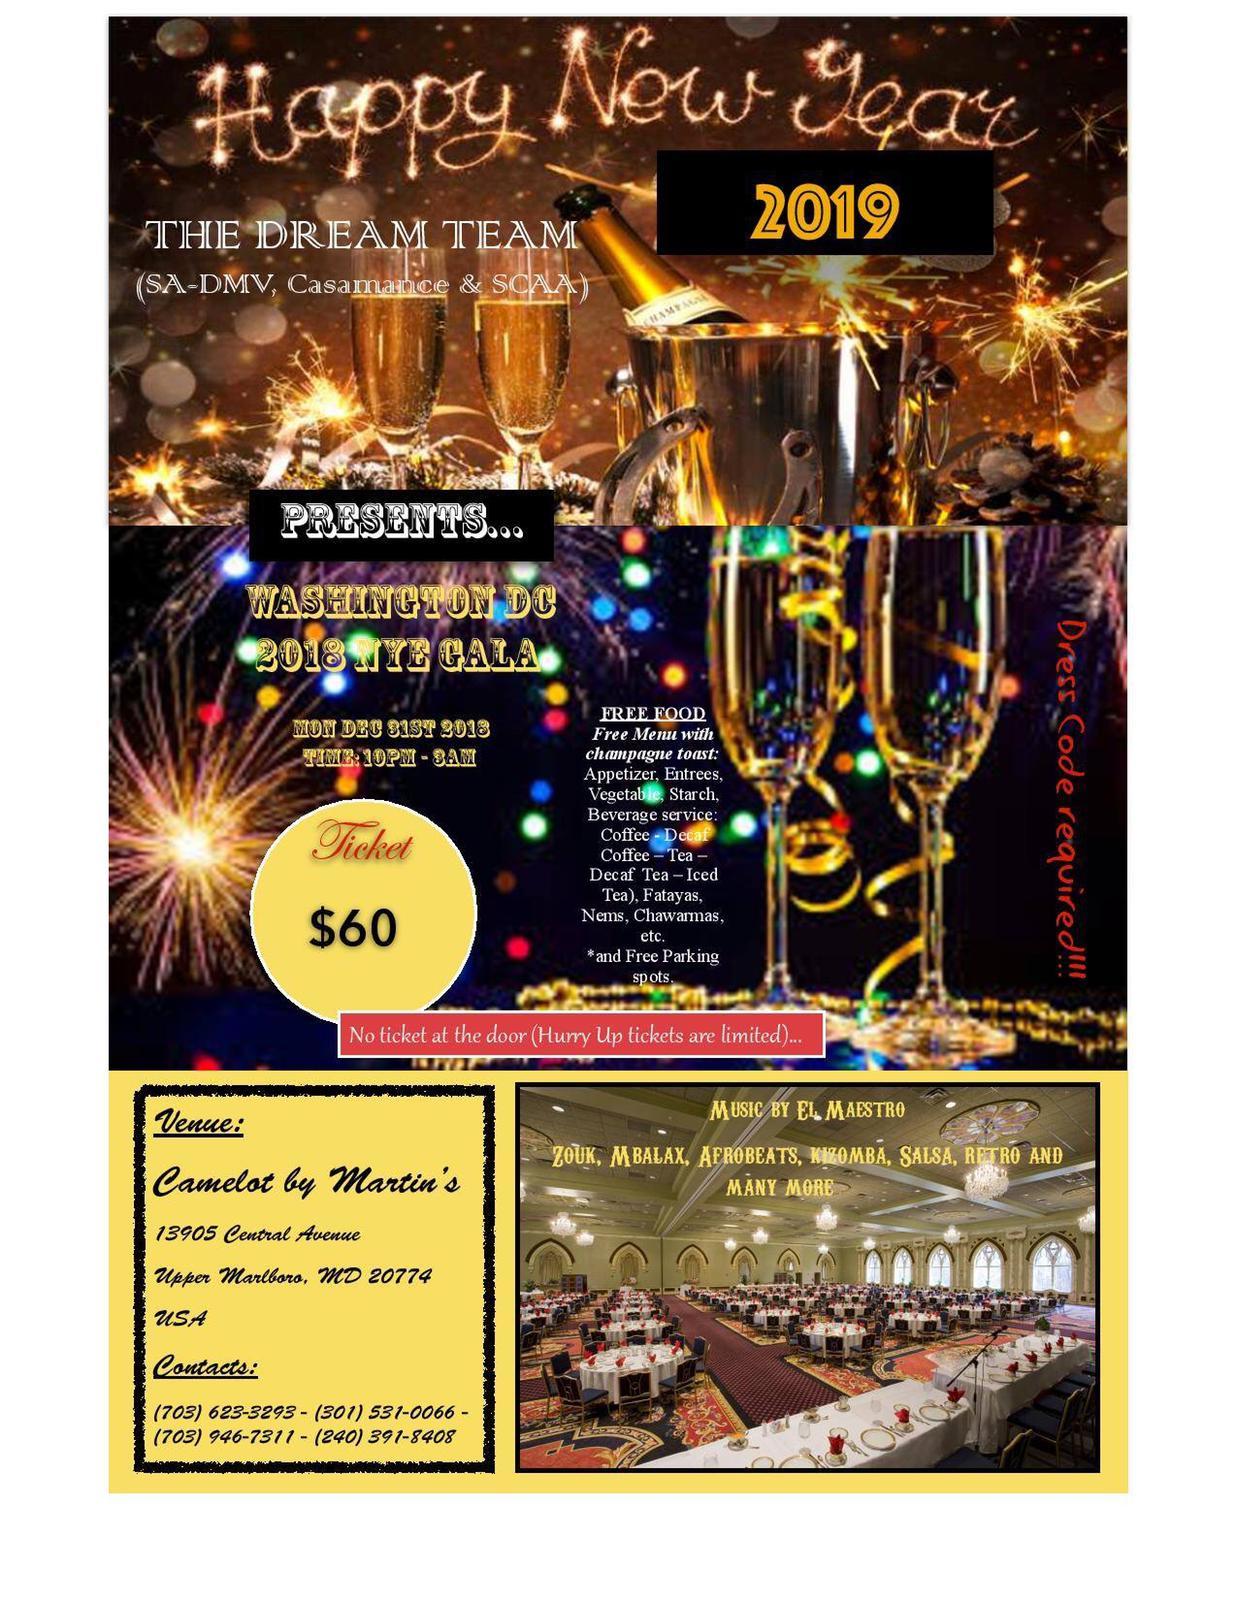 Happy New Year
2019
THE DREAM TEAM
(SA-DMV, Casamance & SCAA)
CHAMPAGNE
PRESENTS...
WASHINGTON DC
2018 NYE GALA
MON DEC 31ST 2018
TIME:10PM - 3AM
Ticket
$60
FREE FOOD
Free Menu with
champagne toast:
Appetizer, Entrees,
Vegetable, Starch,
Beverage service:
Coffee - Decaf
Coffee – Tea –
Decaf Tea – Iced
Tea), Fatayas,
Nems, Chawarmas,
etc.
*and Free Parking
spots.
Dress Code required!!!
No ticket at the door (Hurry Up tickets are limited)...
Venue:
Camelot by Martin's
13905 Central Avenue
Upper Marlboro, MD 20774
USA
Contacts:
(703) 623-3293 - (301) 531-0066 -
(703) 946-7311 - (240) 391-8408
Music by El Maestro
Zouk, Mbalax, Afrobeats, kizomba, Salsa, retro and
many more